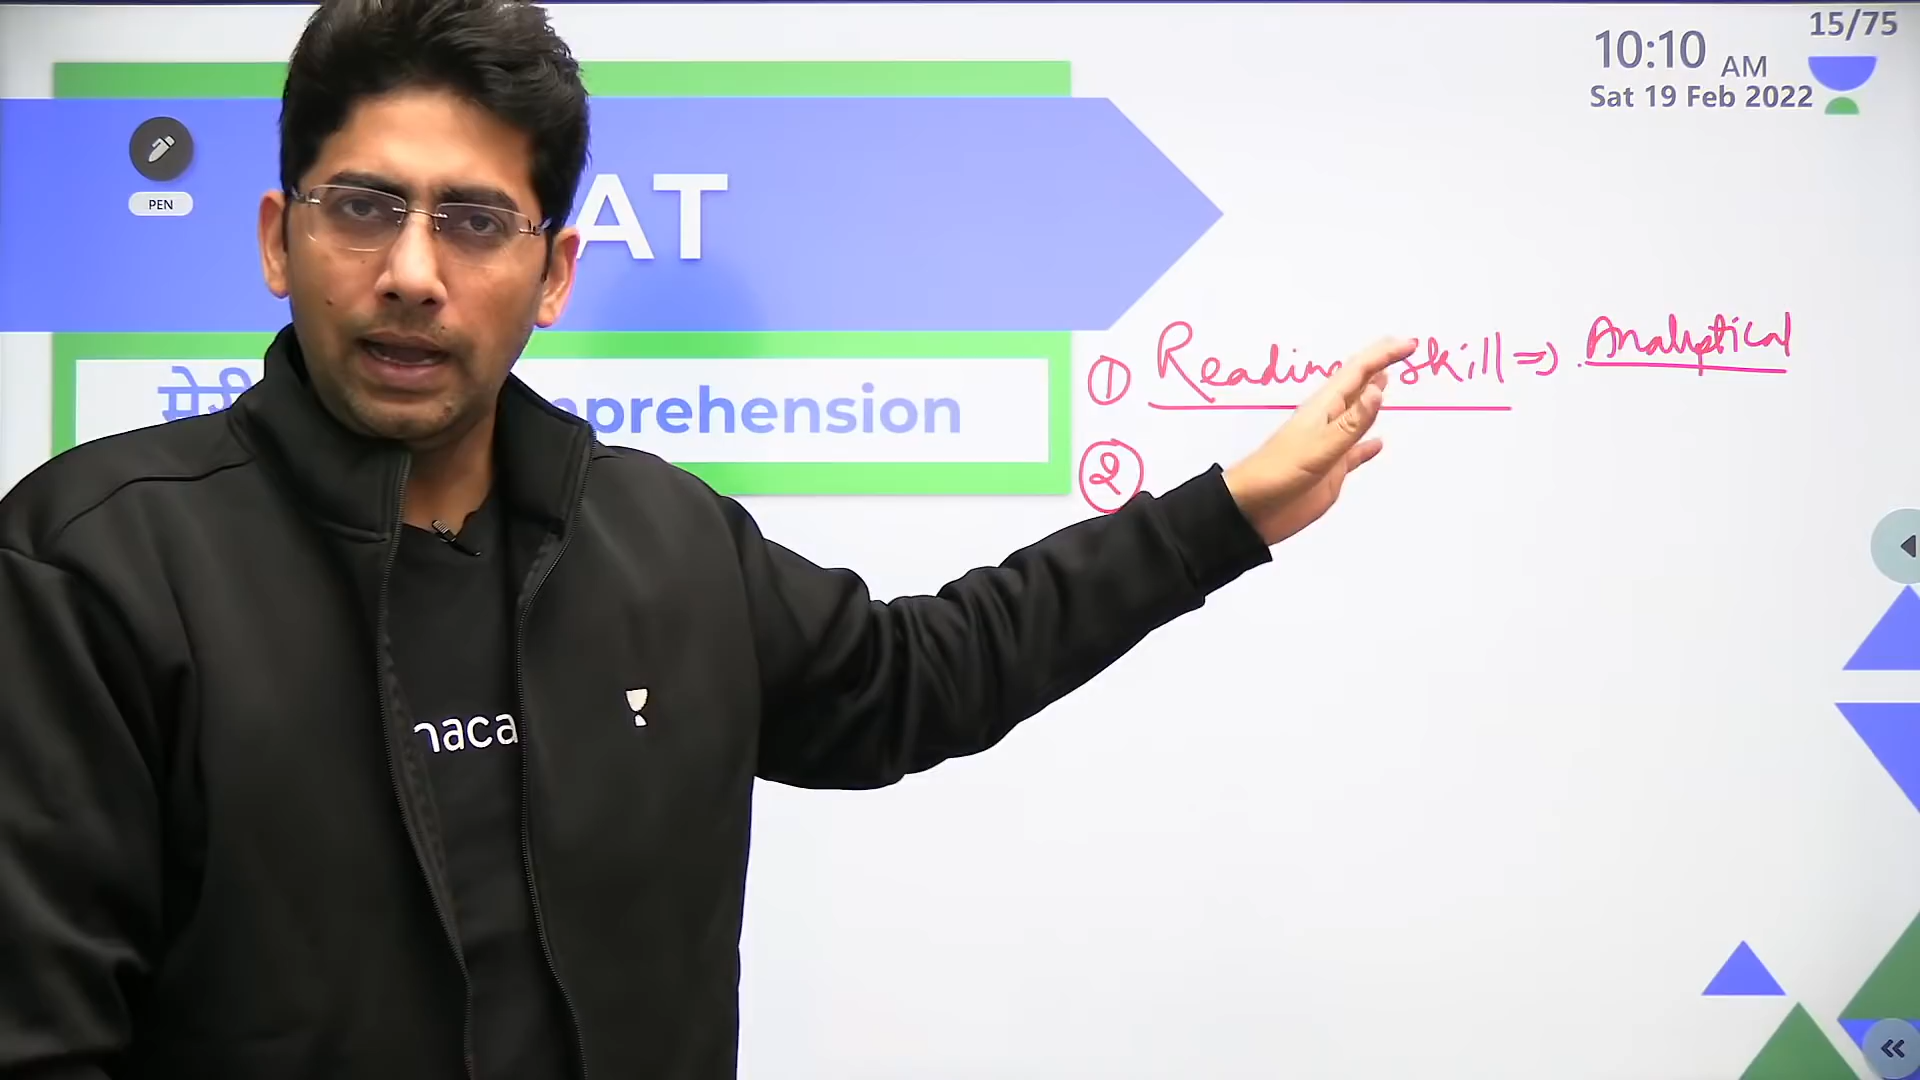 15/75
10:10 AM
Sat 19 Feb 2022
PEN
AT
मेरी prehension
① Reading Skill => Analytical
②
naca